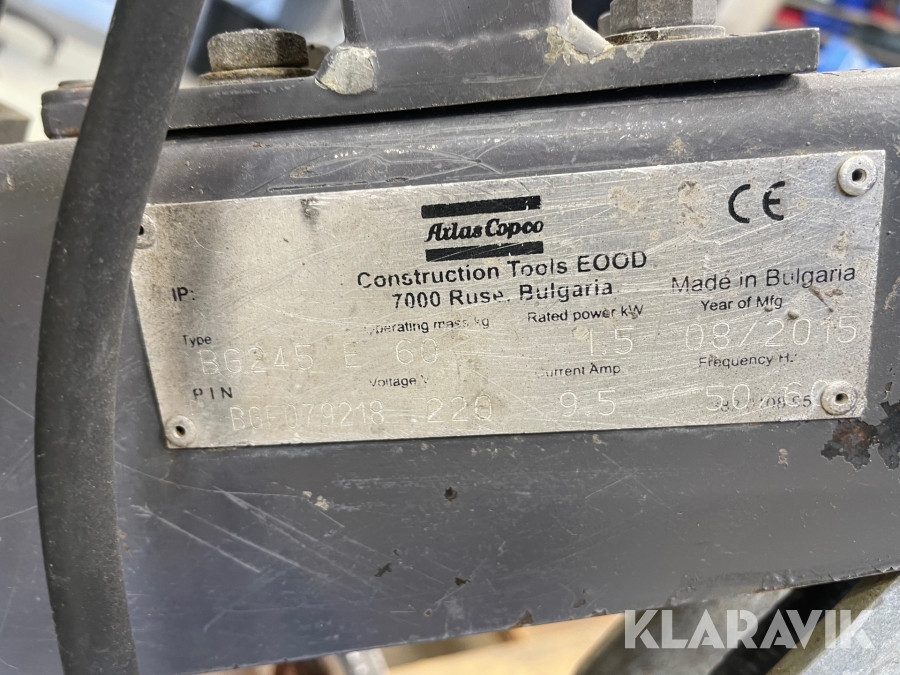 Atlas Copco
CE
Construction Tools EOOD
7000 Ruse, Bulgaria
Made in Bulgaria
IP:
Type
Operating mass kg
Rated power kW
Year of Mfg
BG245 E
60
1.5
08/2015
PIN
Voltage V
Current Amp
Frequency Hz
220
9.5
50/60
KLARAVIK